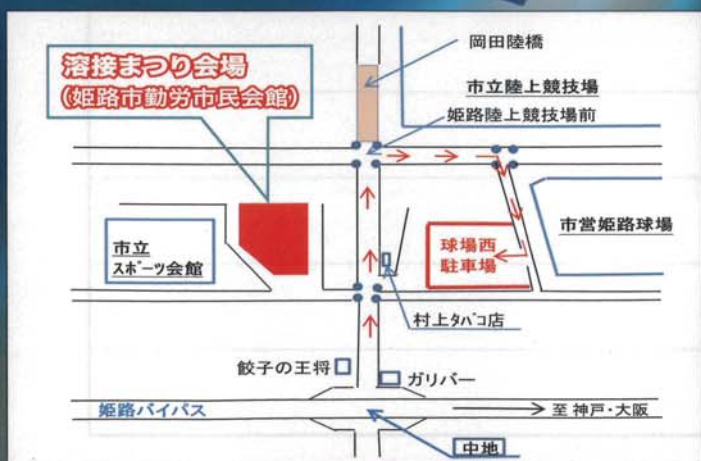 岡田陸橋
溶接まつり会場
(姫路市勤労市民会館)
市立陸上競技場
姫路陸上競技場前
市営姫路球場
市立
スポーツ会館
球場西
駐車場
村上タバコ店
餃子の王将
ガリバー
姫路バイパス
至 神戸・大阪
中地